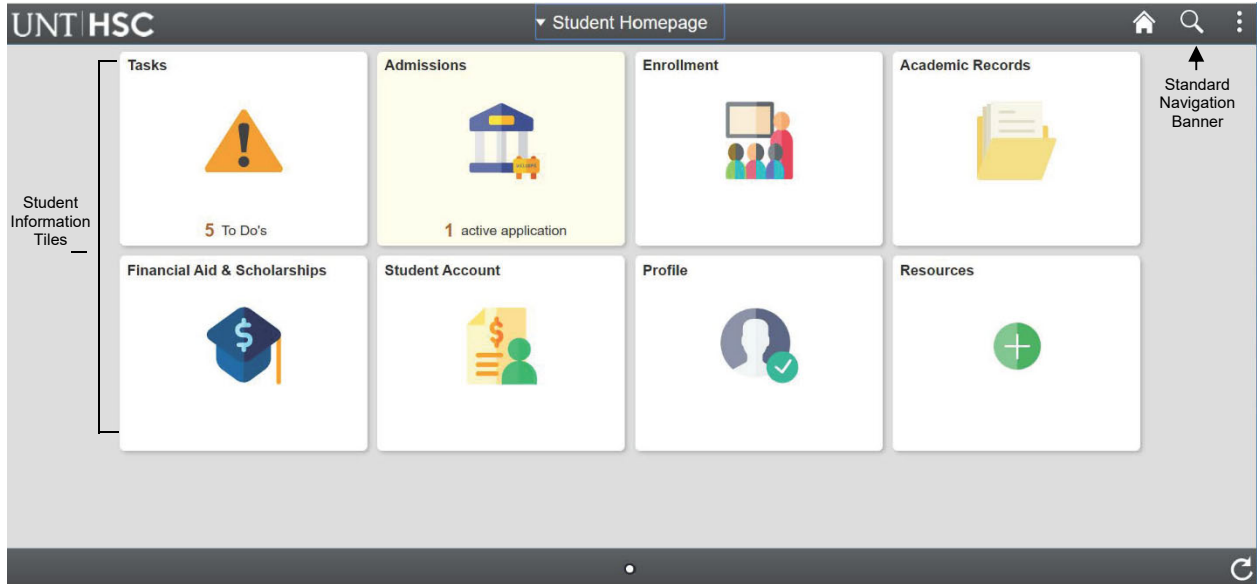 UNT HSC
Student Homepage
Tasks
Admissions
Enrollment
Academic Records
Standard
Navigation
Banner
Student
Information
Tiles
5 To Do's
1 active application
Financial Aid & Scholarships
Student Account
Profile
Resources